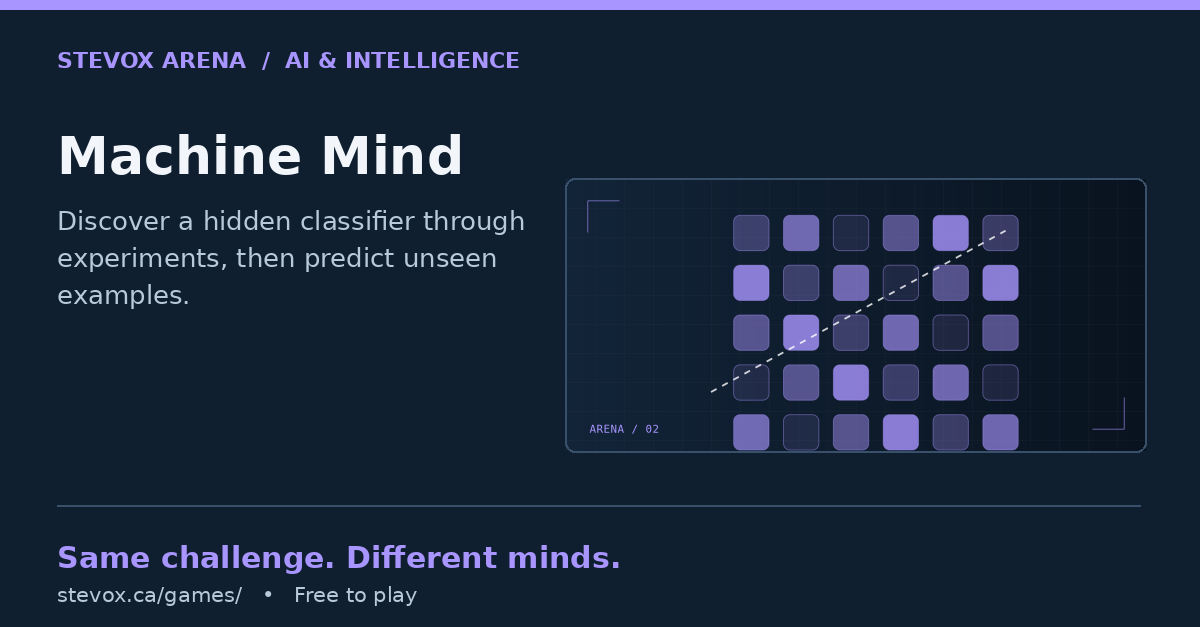 STEVOX ARENA / AI & INTELLIGENCE
Machine Mind
Discover a hidden classifier through
experiments, then predict unseen
examples.
ARENA / 02
Same challenge. Different minds.
stevox.ca/games/ • Free to play